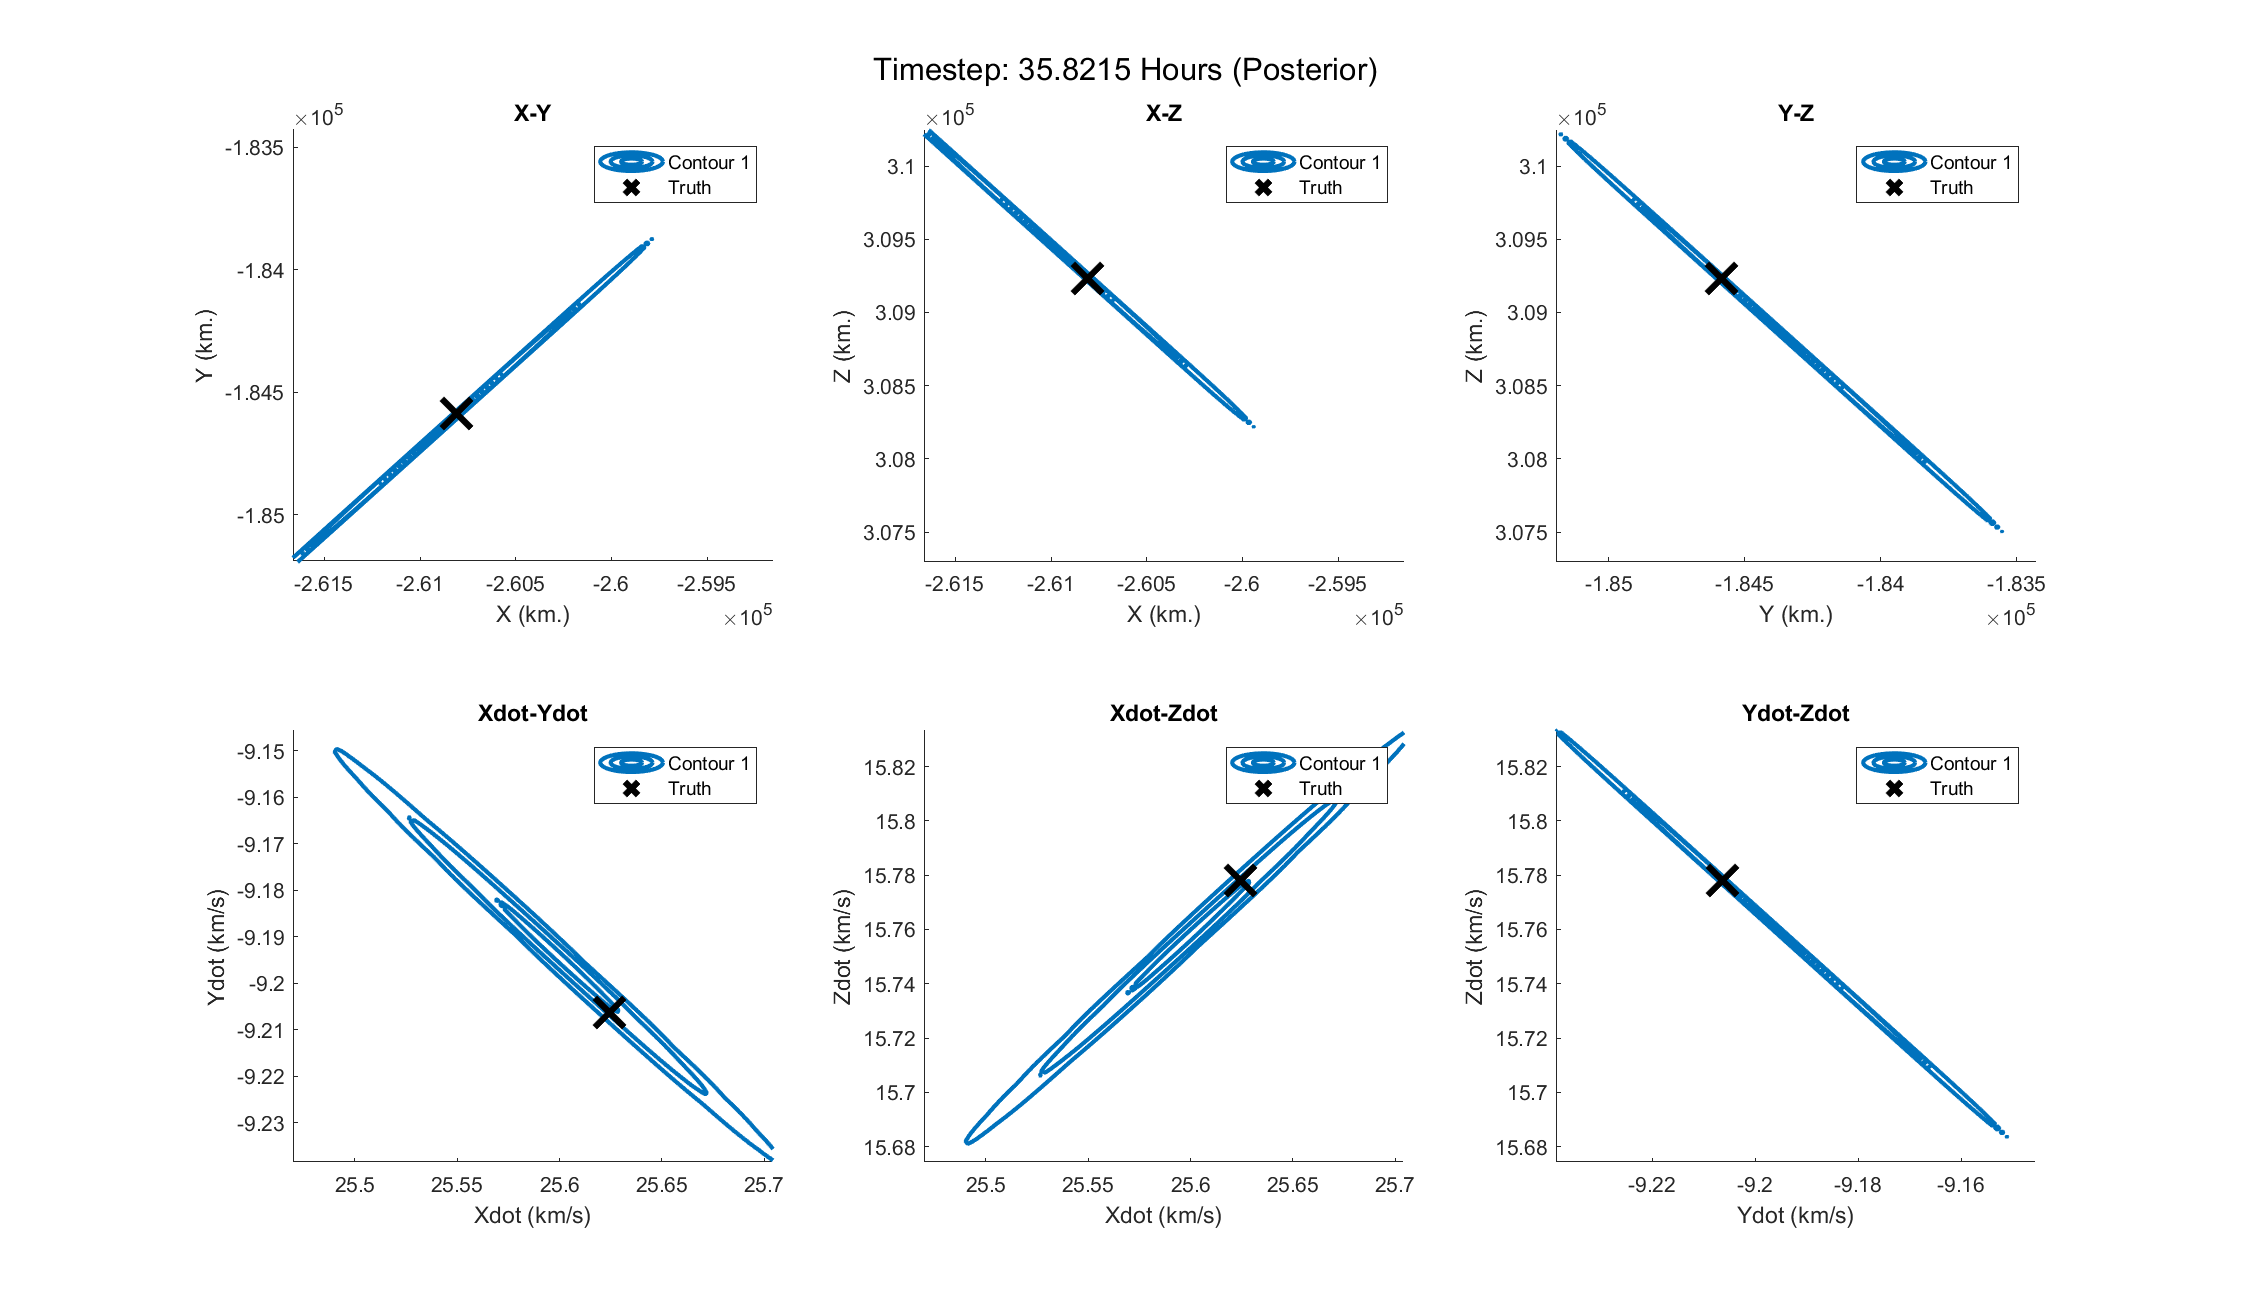 Timestep: 35.8215 Hours (Posterior)
X-Y
×10^5
-1.835
-1.84
-1.845
-1.85
Y (km.)
-2.615 -2.61 -2.605 -2.6 -2.595
X (km.)
×10^5
Contour 1
Truth
X-Z
×10^5
3.1
3.095
3.09
3.085
3.08
3.075
Z (km.)
-2.615 -2.61 -2.605 -2.6 -2.595
X (km.)
×10^5
Contour 1
Truth
Y-Z
×10^5
3.1
3.095
3.09
3.085
3.08
3.075
Z (km.)
-1.85 -1.845 -1.84 -1.835
Y (km.)
×10^5
Contour 1
Truth
Xdot-Ydot
-9.15
-9.16
-9.17
-9.18
-9.19
-9.2
-9.21
-9.22
-9.23
Ydot (km/s)
25.5 25.55 25.6 25.65 25.7
Xdot (km/s)
Contour 1
Truth
Xdot-Zdot
15.82
15.8
15.78
15.76
15.74
15.72
15.7
15.68
Zdot (km/s)
25.5 25.55 25.6 25.65 25.7
Xdot (km/s)
Contour 1
Truth
Ydot-Zdot
15.82
15.8
15.78
15.76
15.74
15.72
15.7
15.68
Zdot (km/s)
-9.22 -9.2 -9.18 -9.16
Ydot (km/s)
Contour 1
Truth